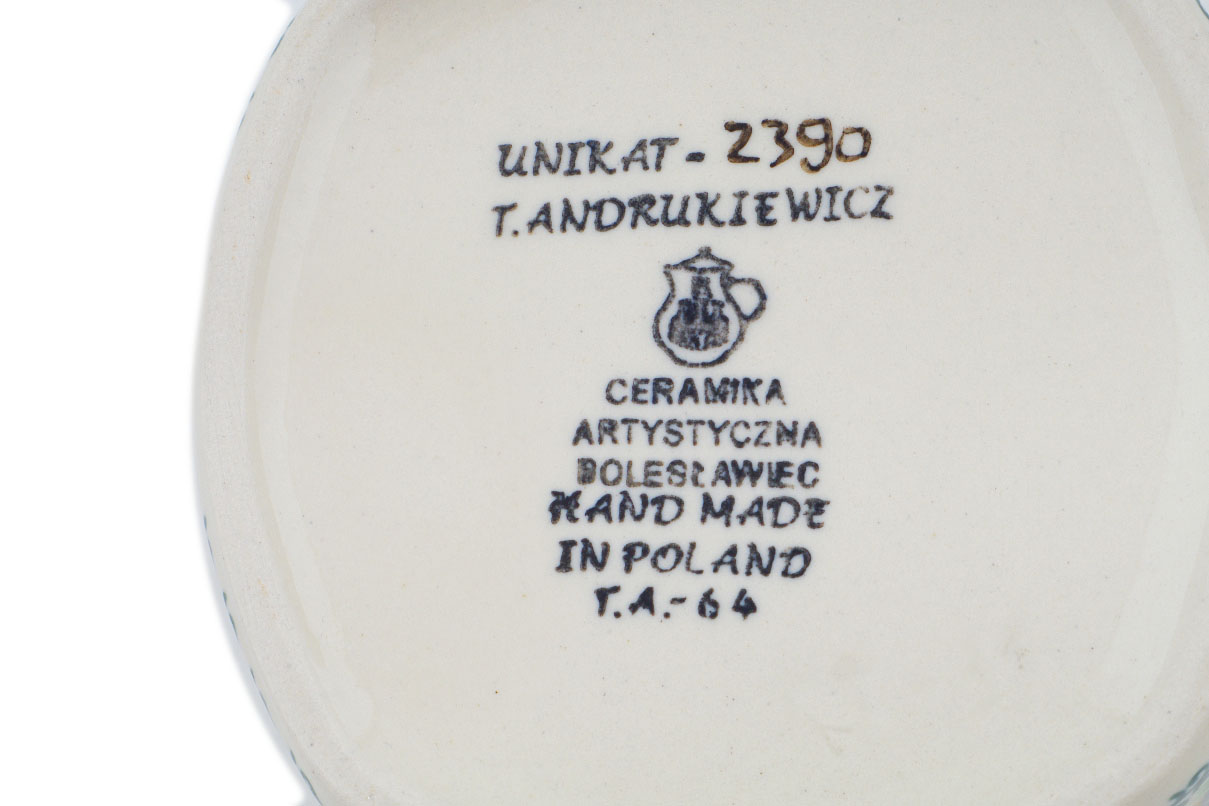 UNIKAT - 2390
T. ANDRUKIEWICZ
CERAMIKA
ARTYSTYCZNA
BOLESŁAWIEC
HAND MADE
IN POLAND
T.A.-64